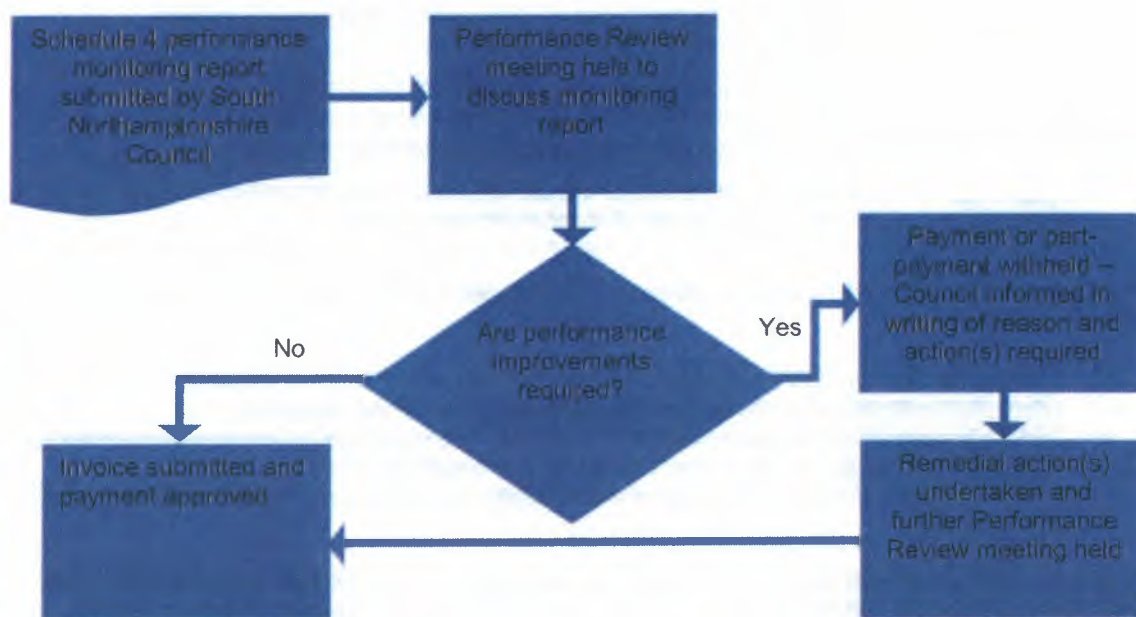 Schedule 4 performance
monitoring report
submitted by South
Northamptonshire
Council
Performance Review
meeting held to
discuss monitoring
report
Are performance
improvements
required?
No
Yes
Payment or part-
payment withheld –
Council informed in
writing of reason and
action(s) required
Invoice submitted and
payment approved
Remedial action(s)
undertaken and
further Performance
Review meeting held